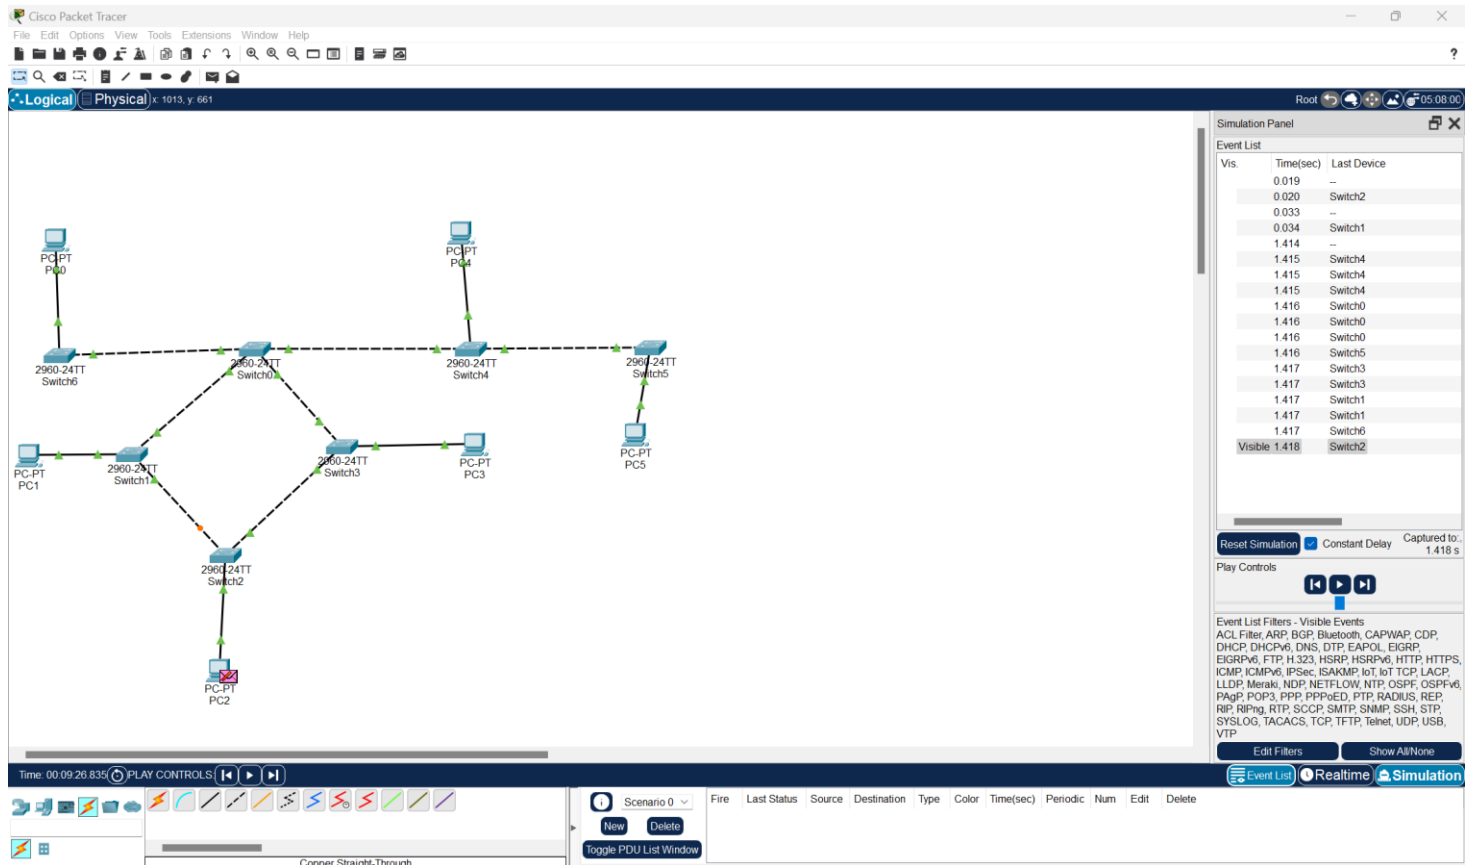 Cisco Packet Tracer
File Edit Options View Tools Extensions Window Help
?
Logical Physical x: 1013, y: 661 Root 05:08:00
Simulation Panel
Event List
Vis. Time(sec) Last Device
0.019 --
0.020 Switch2
0.033 --
0.034 Switch1
1.414 --
1.415 Switch4
1.415 Switch4
1.415 Switch4
1.416 Switch0
1.416 Switch0
1.416 Switch0
1.416 Switch5
1.417 Switch3
1.417 Switch3
1.417 Switch1
1.417 Switch1
1.417 Switch6
Visible 1.418 Switch2
Reset Simulation Constant Delay Captured to:
1.418 s
Play Controls
Event List Filters - Visible Events
ACL Filter, ARP, BGP, Bluetooth, CAPWAP, CDP,
DHCP, DHCPv6, DNS, DTP, EAPOL, EIGRP,
EIGRPv6, FTP, H.323, HSRP, HSRPv6, HTTP, HTTPS,
ICMP, ICMPv6, IPSec, ISAKMP, IoT, IoT TCP, LACP,
LLDP, Meraki, NDP, NETFLOW, NTP, OSPF, OSPFv6,
PAgP, POP3, PPP, PPPoED, PTP, RADIUS, REP,
RIP, RIPng, RTP, SCCP, SMTP, SNMP, SSH, STP,
SYSLOG, TACACS, TCP, TFTP, Telnet, UDP, USB,
VTP
Edit Filters Show All/None
PC-PT
PC0
PC-PT
PC4
2960-24TT
Switch6
2960-24TT
Switch0
2960-24TT
Switch4
2960-24TT
Switch5
PC-PT
PC1
2960-24TT
Switch1
2960-24TT
Switch3
PC-PT
PC3
PC-PT
PC5
2960-24TT
Switch2
PC-PT
PC2
Time: 00:09:26.835 PLAY CONTROLS: Event List Realtime Simulation
Scenario 0
New Delete
Toggle PDU List Window
Fire Last Status Source Destination Type Color Time(sec) Periodic Num Edit Delete
Copper Straight-Through